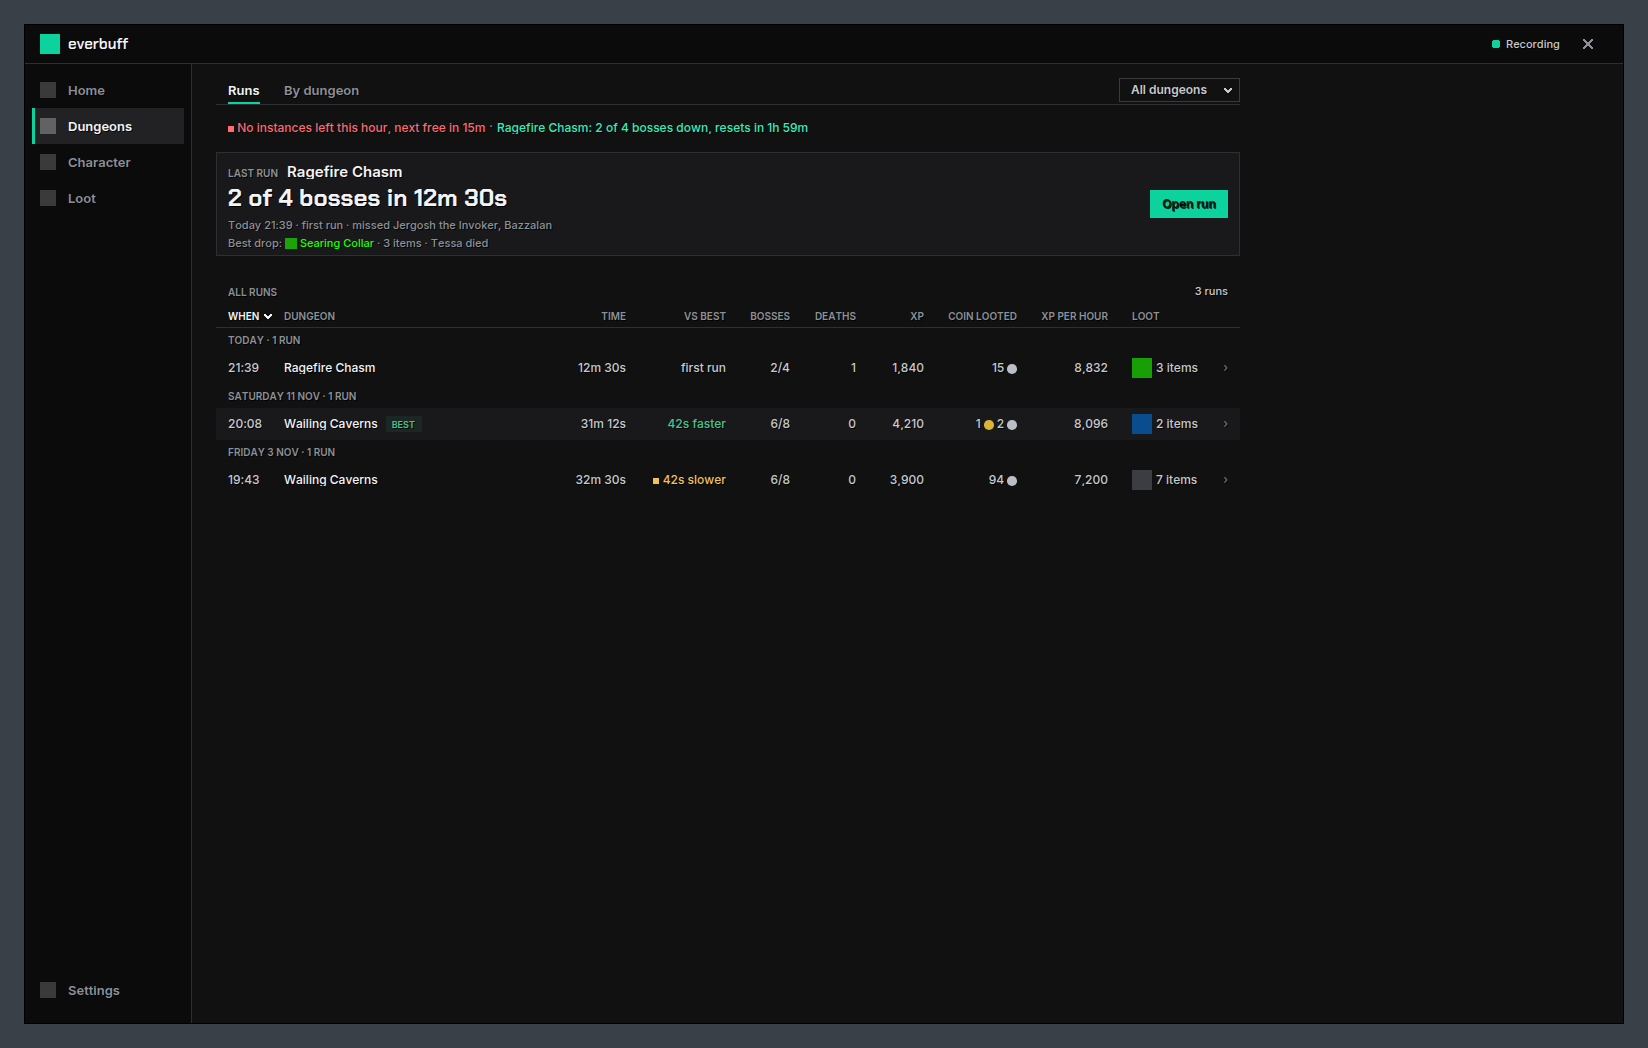 everbuff
Recording
Home
Dungeons
Character
Loot
Settings
Runs By dungeon
All dungeons
No instances left this hour, next free in 15m · Ragefire Chasm: 2 of 4 bosses down, resets in 1h 59m
LAST RUN Ragefire Chasm
2 of 4 bosses in 12m 30s
Today 21:39 · first run · missed Jergosh the Invoker, Bazzalan
Best drop: Searing Collar · 3 items · Tessa died
Open run
ALL RUNS 3 runs
WHEN DUNGEON TIME VS BEST BOSSES DEATHS XP COIN LOOTED XP PER HOUR LOOT
TODAY · 1 RUN
21:39 Ragefire Chasm 12m 30s first run 2/4 1 1,840 15 8,832 3 items ›
SATURDAY 11 NOV · 1 RUN
20:08 Wailing Caverns BEST 31m 12s 42s faster 6/8 0 4,210 1 2 8,096 2 items ›
FRIDAY 3 NOV · 1 RUN
19:43 Wailing Caverns 32m 30s 42s slower 6/8 0 3,900 94 7,200 7 items ›